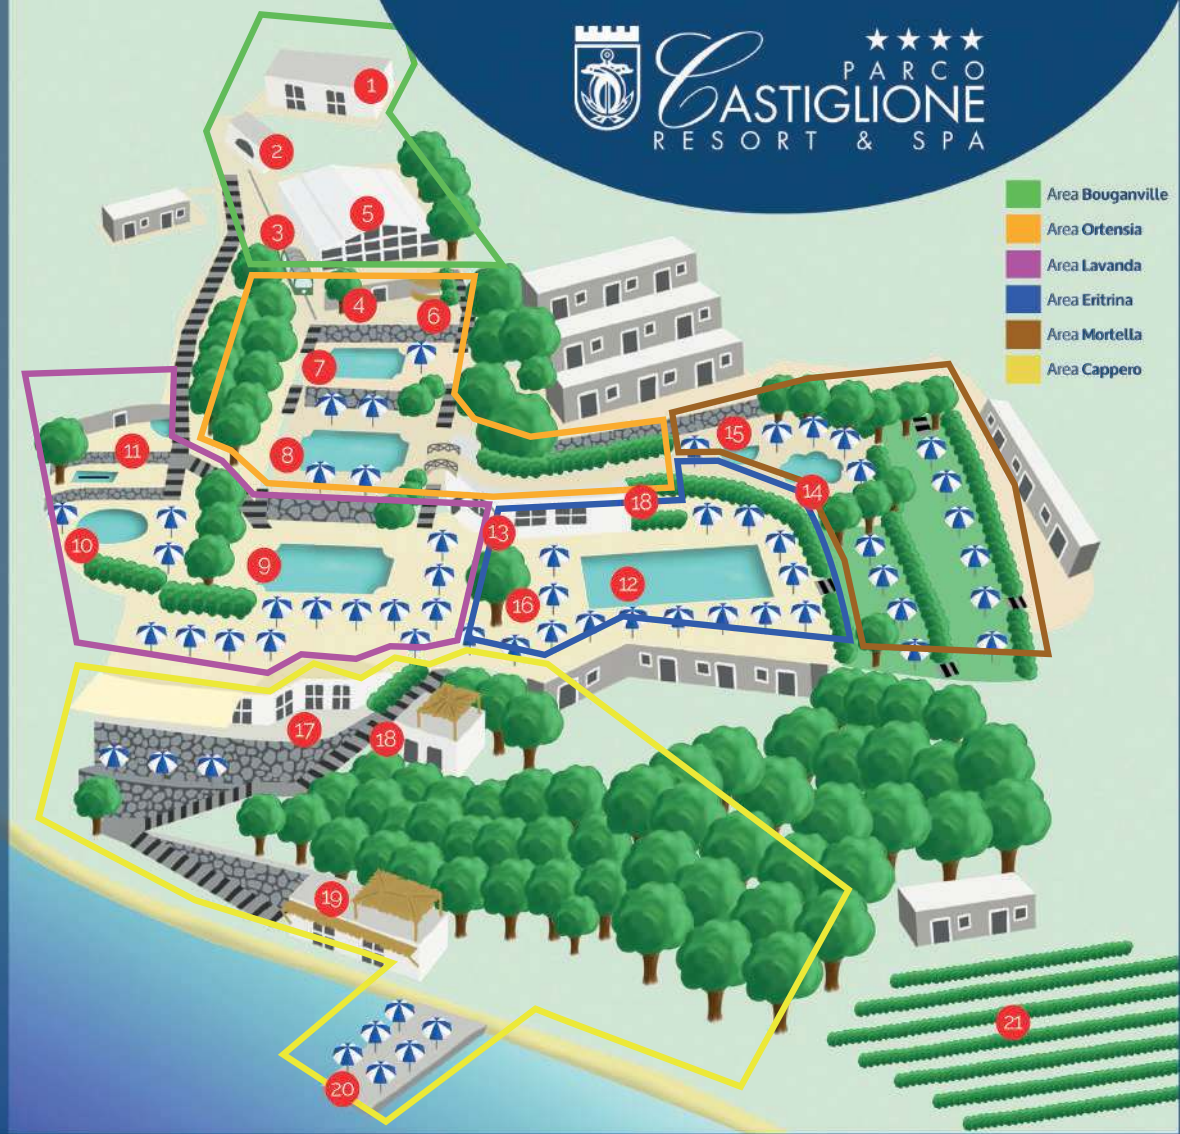 ★★★★
PARCO
CASTIGLIONE
RESORT & SPA
Area Bouganville
Area Ortensia
Area Lavanda
Area Eritrina
Area Mortella
Area Cappero
1
2
5
3
4
6
7
15
8
11
14
18
13
10
9
12
16
17
18
19
21
20